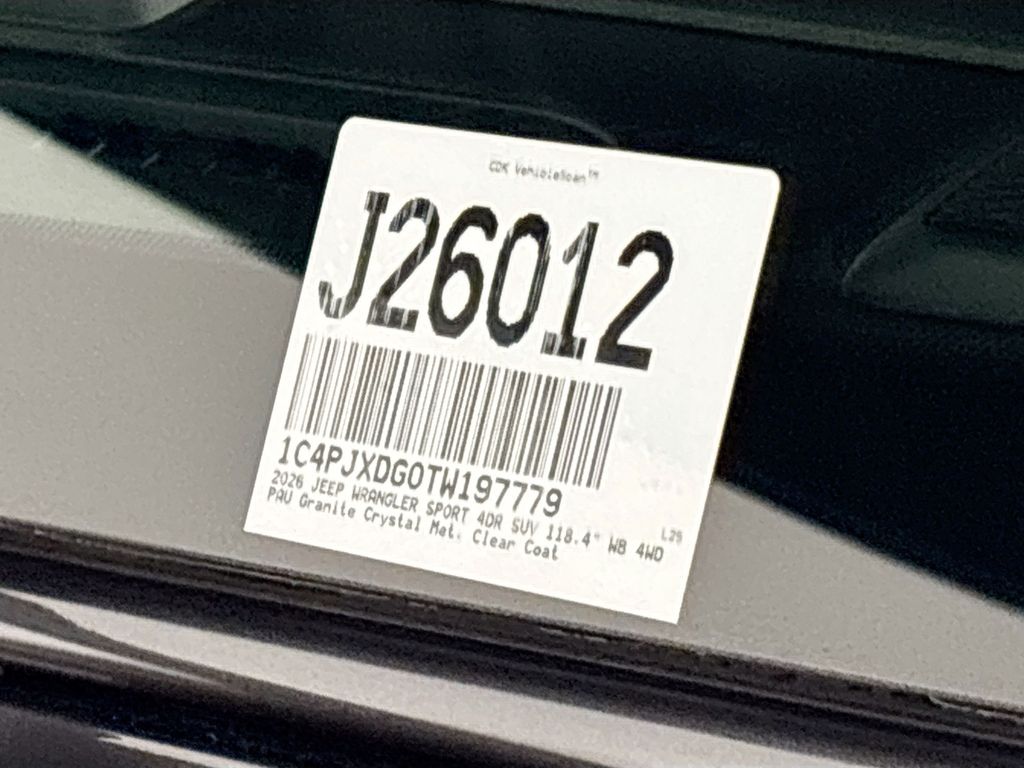 CDK VehicleScan™
J26012
1C4PJXDG0TW197779
2026 JEEP WRANGLER SPORT 4DR SUV 118.4" WB 4WD
PAU Granite Crystal Met. Clear Coat
L29